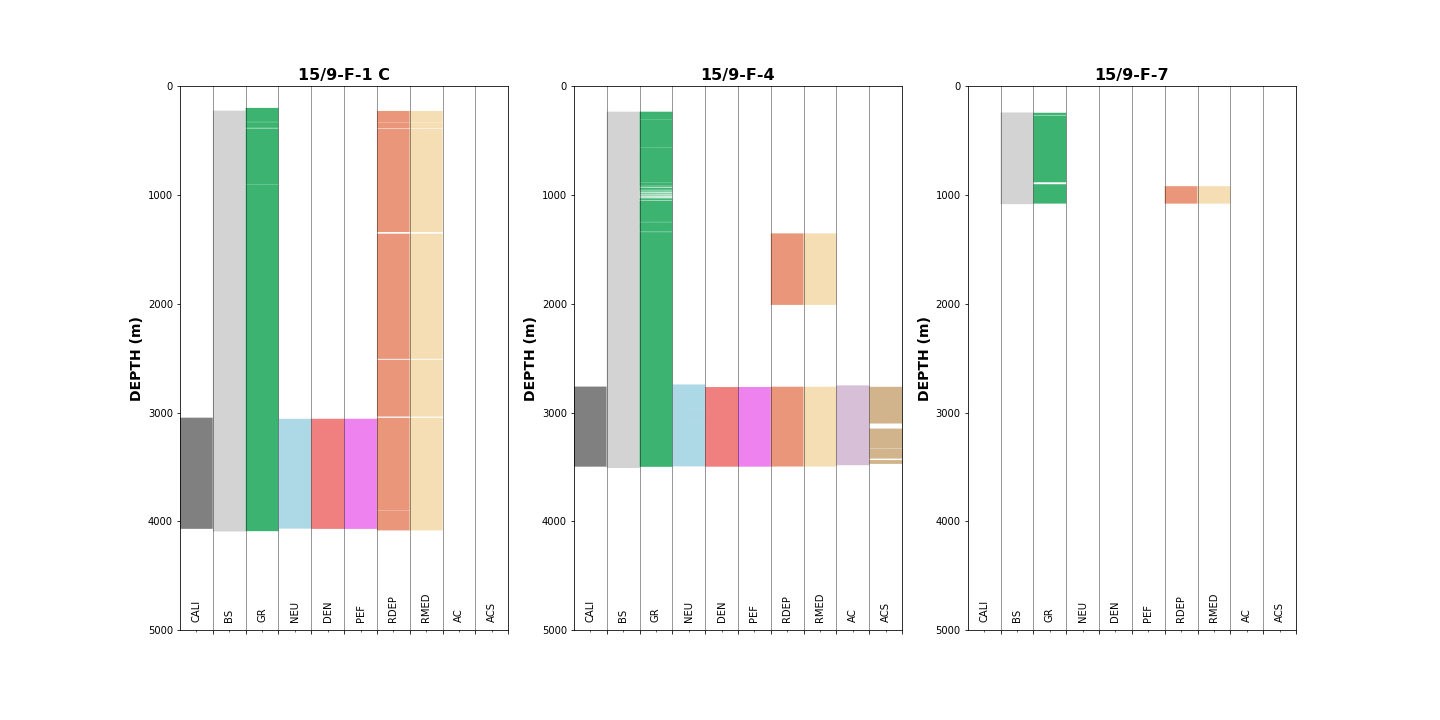 15/9-F-1 C
0
1000
2000
3000
4000
5000
DEPTH (m)
CALI
BS
GR
NEU
DEN
PEF
RDEP
RMED
AC
ACS
15/9-F-4
0
1000
2000
3000
4000
5000
DEPTH (m)
CALI
BS
GR
NEU
DEN
PEF
RDEP
RMED
AC
ACS
15/9-F-7
0
1000
2000
3000
4000
5000
DEPTH (m)
CALI
BS
GR
NEU
DEN
PEF
RDEP
RMED
AC
ACS